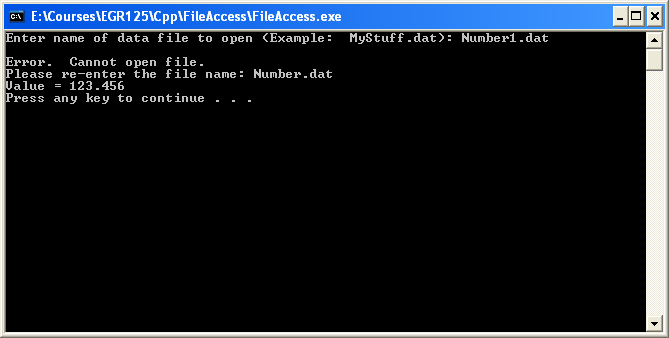 E:\Courses\EGR125\Cpp\FileAccess\FileAccess.exe
Enter name of data file to open (Example:  MyStuff.dat): Number1.dat
Error.  Cannot open file.
Please re-enter the file name: Number.dat
Value = 123.456
Press any key to continue . . .